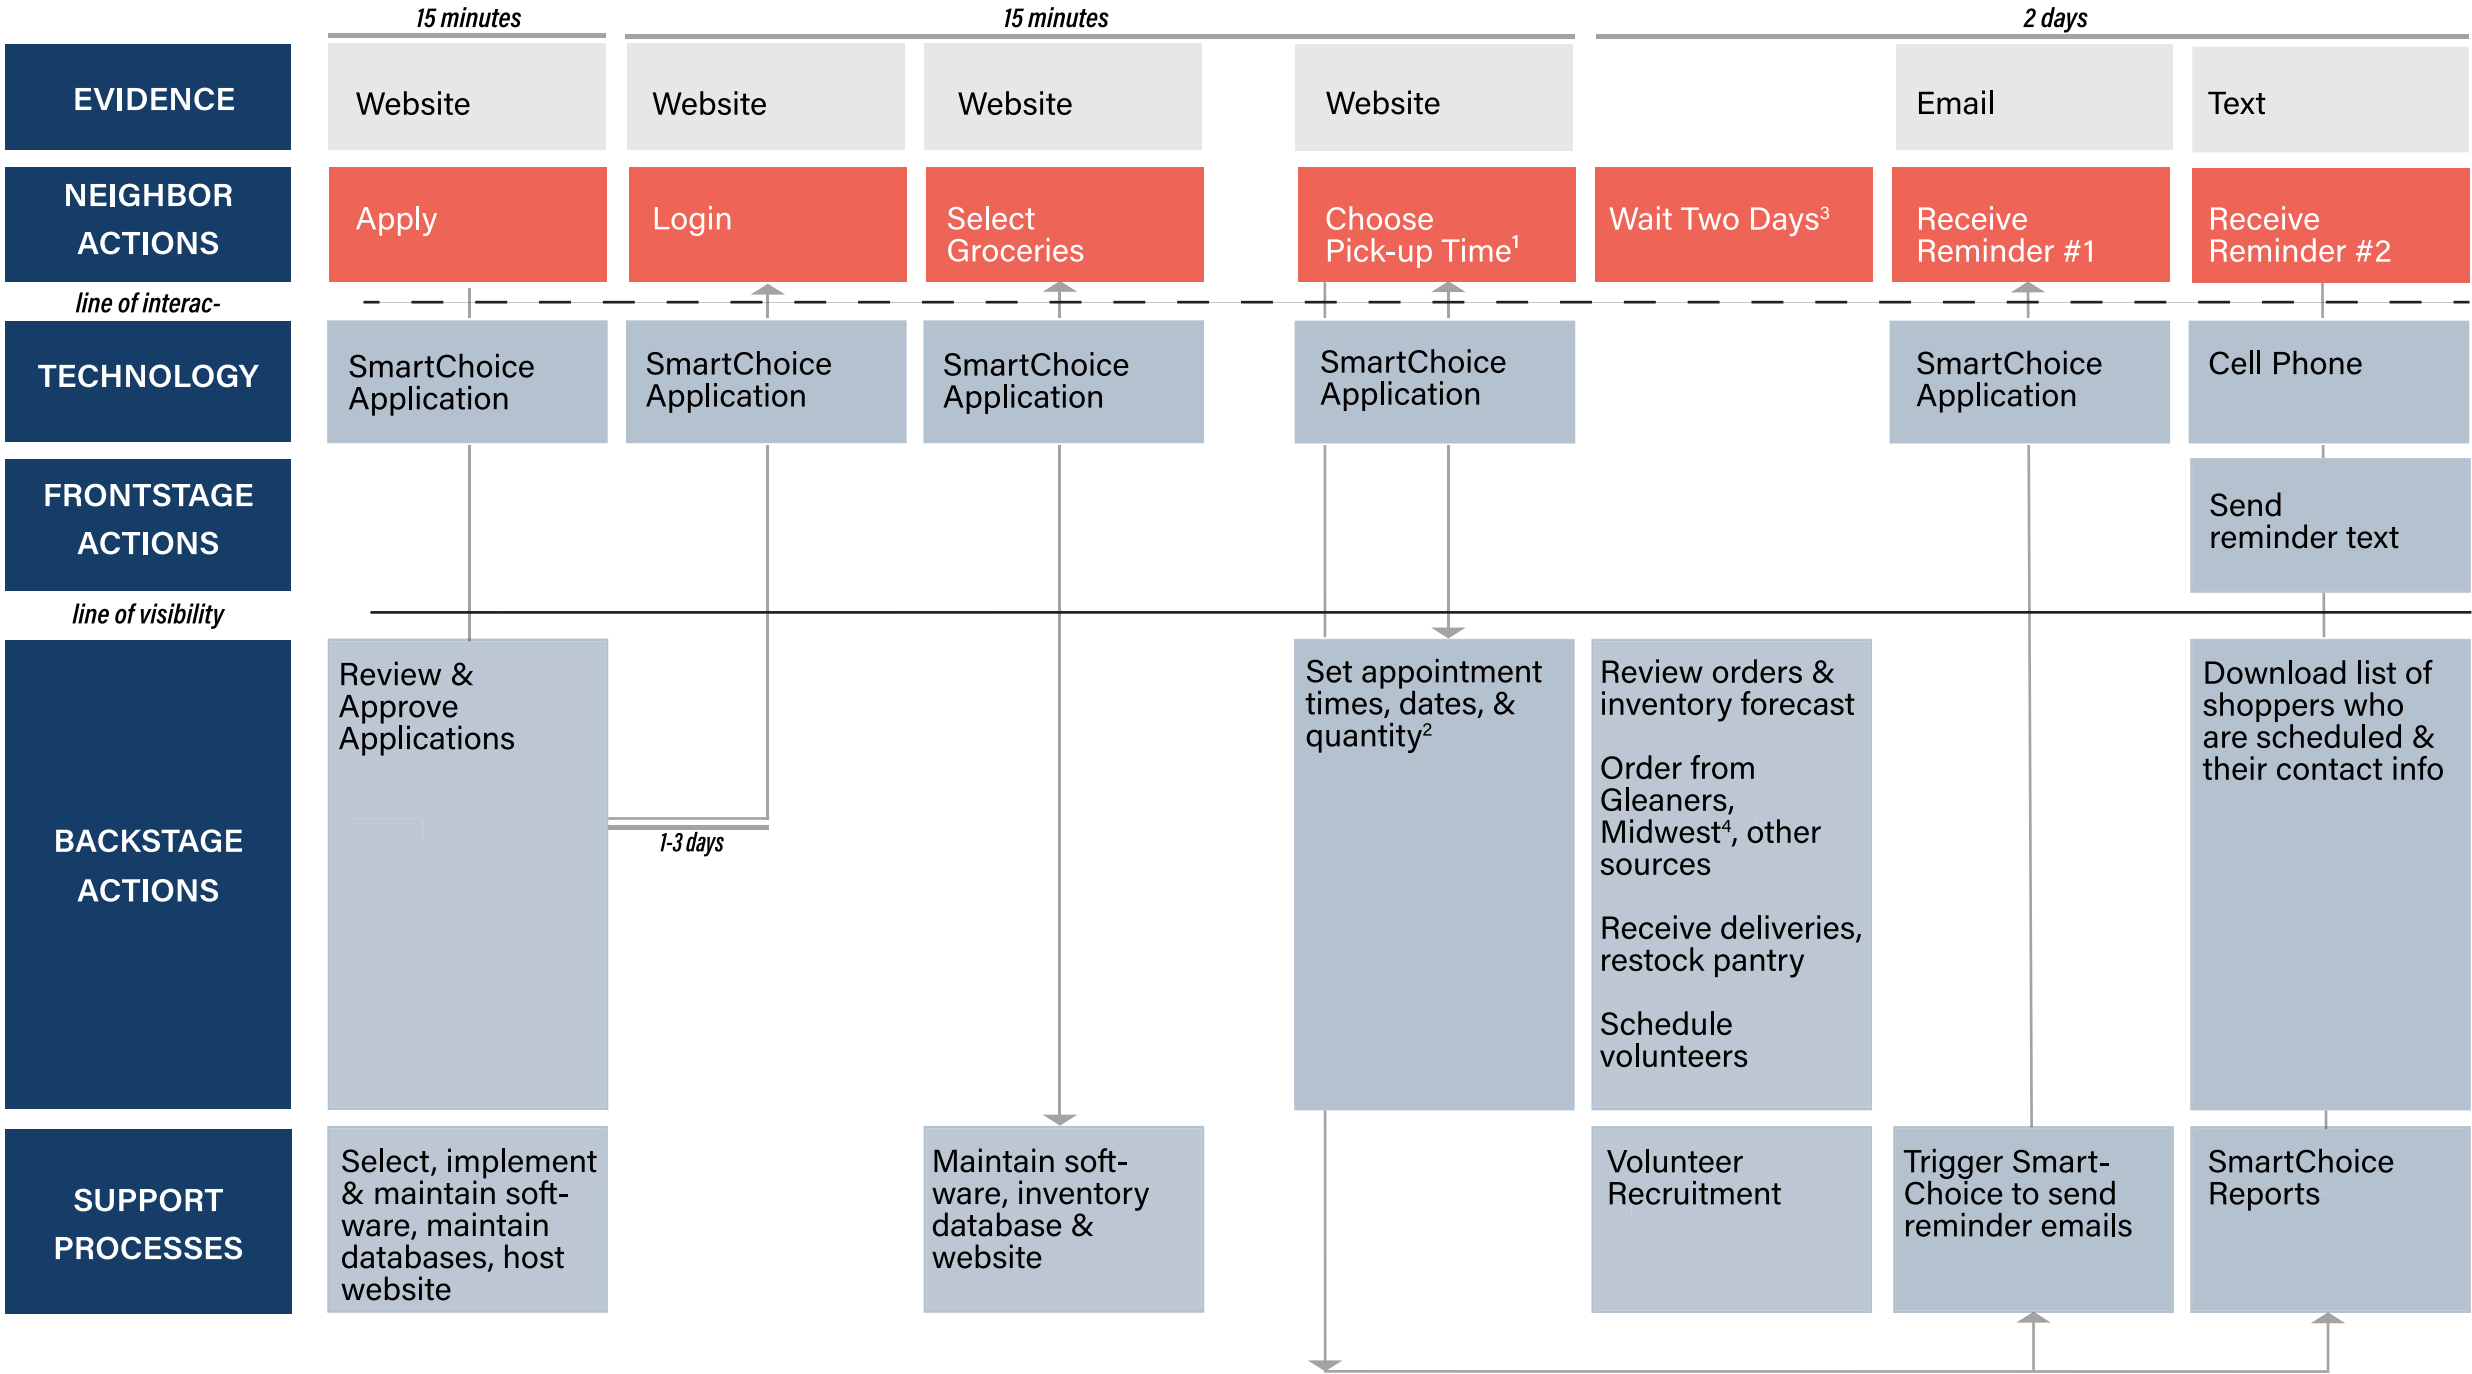 15 minutes
15 minutes
2 days
EVIDENCE
Website
Website
Website
Website
Email
Text
NEIGHBOR
ACTIONS
Apply
Login
Select
Groceries
Choose
Pick-up Time¹
Wait Two Days³
Receive
Reminder #1
Receive
Reminder #2
line of interac-
TECHNOLOGY
SmartChoice
Application
SmartChoice
Application
SmartChoice
Application
SmartChoice
Application
SmartChoice
Application
Cell Phone
FRONTSTAGE
ACTIONS
Send
reminder text
line of visibility
BACKSTAGE
ACTIONS
Review &
Approve
Applications
1-3 days
Set appointment
times, dates, &
quantity²
Review orders &
inventory forecast
Order from
Gleaners,
Midwest⁴, other
sources
Receive deliveries,
restock pantry
Schedule
volunteers
Download list of
shoppers who
are scheduled &
their contact info
SUPPORT
PROCESSES
Select, implement
& maintain soft-
ware, maintain
databases, host
website
Maintain soft-
ware, inventory
database &
website
Volunteer
Recruitment
Trigger Smart-
Choice to send
reminder emails
SmartChoice
Reports